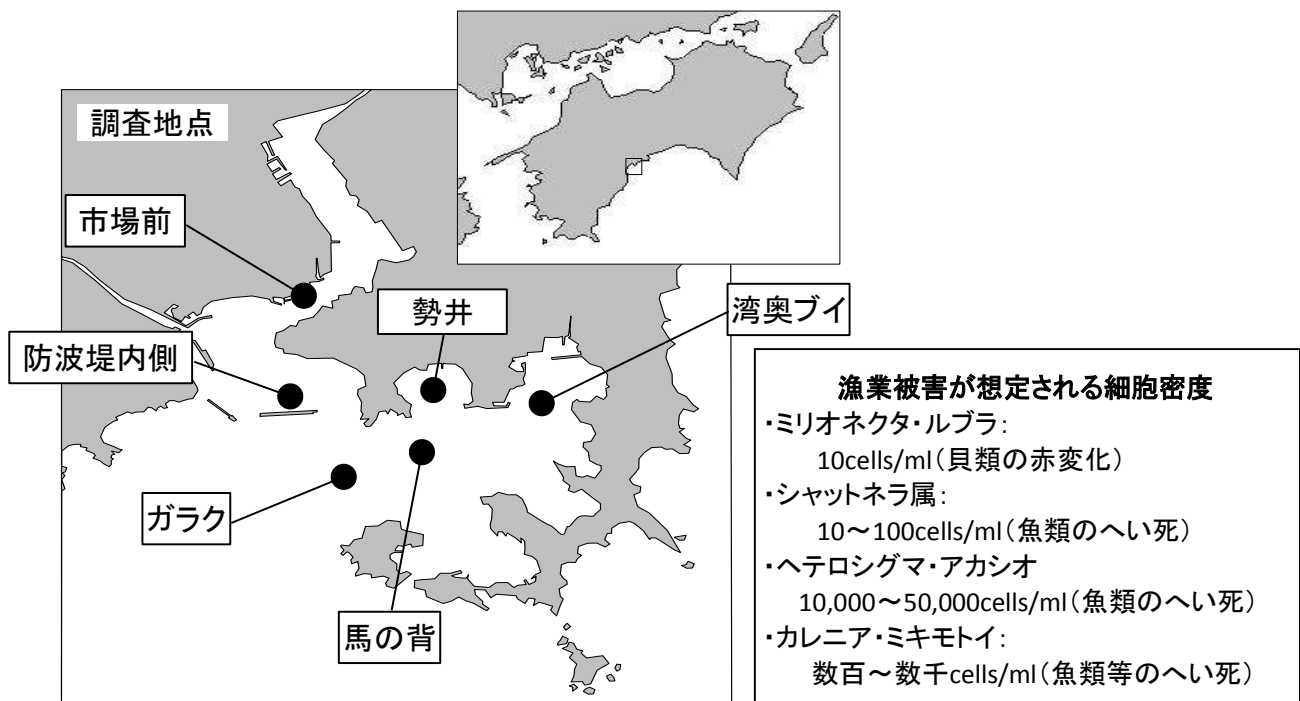 調査地点
市場前
勢井
湾奥ブイ
防波堤内側
ガラク
馬の背
漁業被害が想定される細胞密度
・ミリオネクタ・ルブラ：
10cells/ml（貝類の赤変化）
・シャットネラ属：
10～100cells/ml（魚類のへい死）
・ヘテロシグマ・アカシオ
10,000～50,000cells/ml（魚類のへい死）
・カレニア・ミキモトイ：
数百～数千cells/ml（魚類等のへい死）